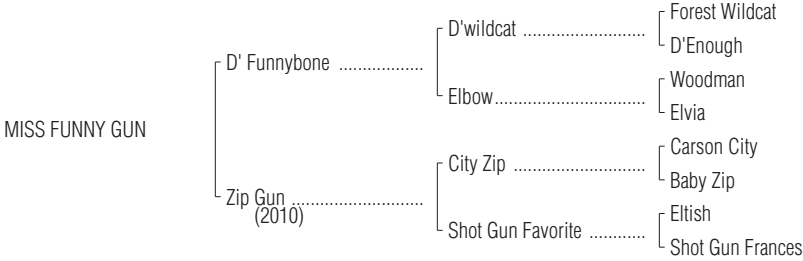 Forest Wildcat
D'wildcat ..........................
D'Enough
D' Funnybone ..................
Woodman
Elbow................................
Elvia
MISS FUNNY GUN
Carson City
City Zip ............................
Baby Zip
Zip Gun ............................
(2010)
Eltish
Shot Gun Favorite ............
Shot Gun Frances